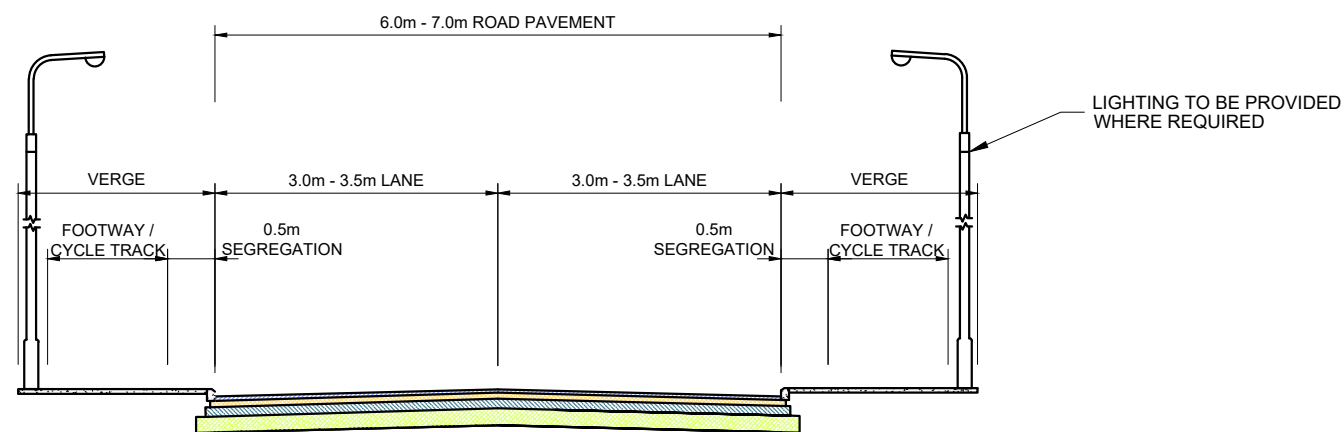 6.0m - 7.0m ROAD PAVEMENT
LIGHTING TO BE PROVIDED
WHERE REQUIRED
VERGE
3.0m - 3.5m LANE
3.0m - 3.5m LANE
VERGE
FOOTWAY /
CYCLE TRACK
0.5m
SEGREGATION
0.5m
SEGREGATION
FOOTWAY /
CYCLE TRACK